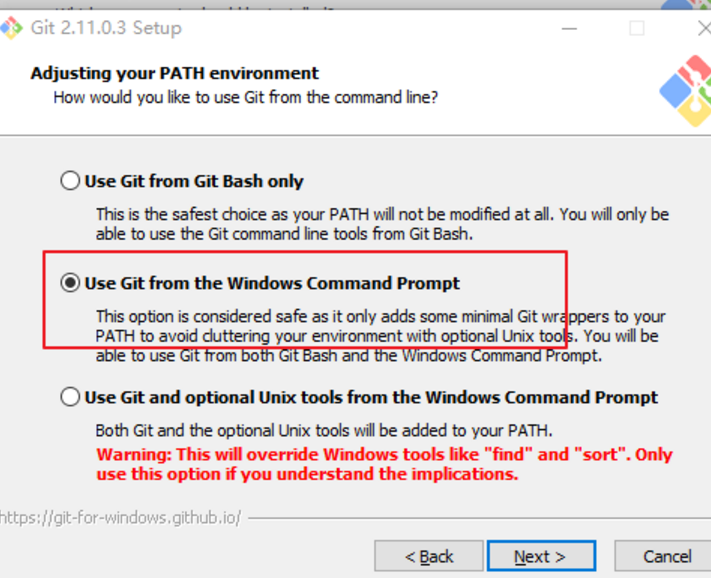 Git 2.11.0.3 Setup
Adjusting your PATH environment
How would you like to use Git from the command line?
Use Git from Git Bash only
This is the safest choice as your PATH will not be modified at all. You will only be
able to use the Git command line tools from Git Bash.
Use Git from the Windows Command Prompt
This option is considered safe as it only adds some minimal Git wrappers to your
PATH to avoid cluttering your environment with optional Unix tools. You will be
able to use Git from both Git Bash and the Windows Command Prompt.
Use Git and optional Unix tools from the Windows Command Prompt
Both Git and the optional Unix tools will be added to your PATH.
Warning: This will override Windows tools like "find" and "sort". Only
use this option if you understand the implications.
https://git-for-windows.github.io/
< Back
Next >
Cancel